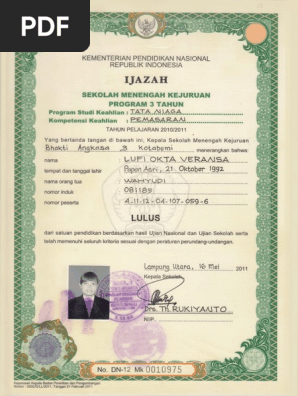 PDF
KEMENTERIAN PENDIDIKAN NASIONAL
REPUBLIK INDONESIA
IJAZAH
SEKOLAH MENENGAH KEJURUAN
PROGRAM 3 TAHUN
Program Studi Keahlian : TATA NIAGA
Kompetensi Keahlian : PEMASARAN
TAHUN PELAJARAN 2010/2011
Yang bertanda tangan di bawah ini, Kepala Sekolah Menengah Kejuruan
Bhakti Angkasa Kotabumi menerangkan bahwa:
nama LUFI OKTA VERANSA
tempat dan tanggal lahir Asri, 21 Oktober 1992
nama orang tua WAHYUDI
nomor induk 081188
nomor peserta 4-11-12-04-107-059-6
LULUS
dari satuan pendidikan berdasarkan hasil Ujian Nasional dan Ujian Sekolah serta
telah memenuhi seluruh kriteria sesuai dengan peraturan perundang-undangan.
Lampung Utara, 16 Mei 2011
Kepala Sekolah,
Drs. TH. RUKIYANTO
NIP.
No. DN-12 Mk 0010975